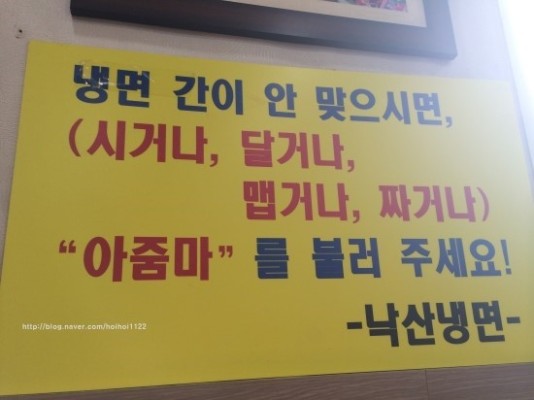 냉면 간이 안 맞으시면,
(시거나, 달거나,
맵거나, 짜거나)
“아줌마” 를 불러 주세요!
http://blog.naver.com/hoihoi1122
-낙산냉면-